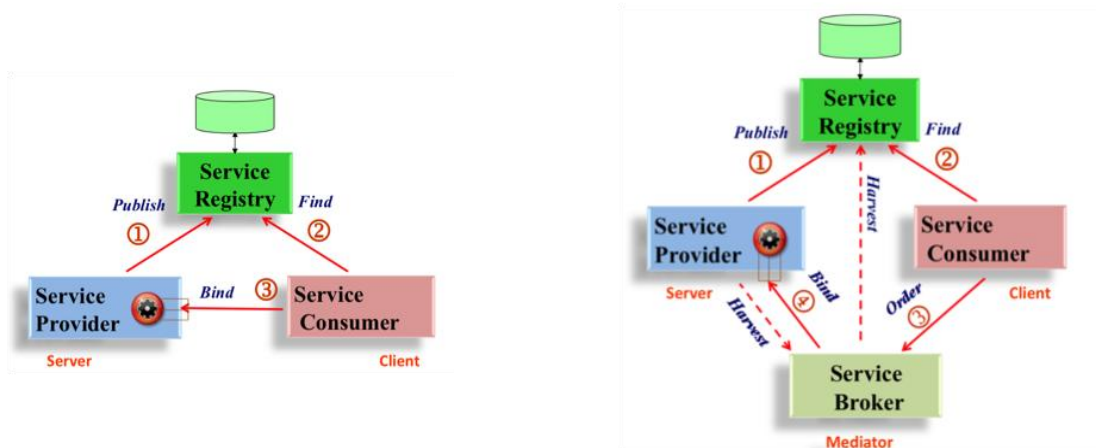 Service
Registry
Publish
Find
①
②
Service
Provider
Bind
③
Service
Consumer
Server
Client
Service
Registry
Publish
Find
①
②
Harvest
Service
Provider
Service
Consumer
Server
Client
Bind
④
Harvest
Order
③
Service
Broker
Mediator